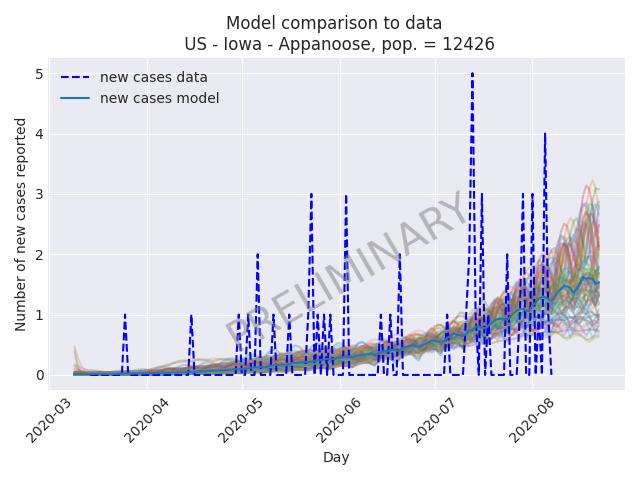 Model comparison to data
US - Iowa - Appanoose, pop. = 12426
new cases data
new cases model
PRELIMINARY
Number of new cases reported
5
4
3
2
1
0
2020-03
2020-04
2020-05
2020-06
2020-07
2020-08
Day